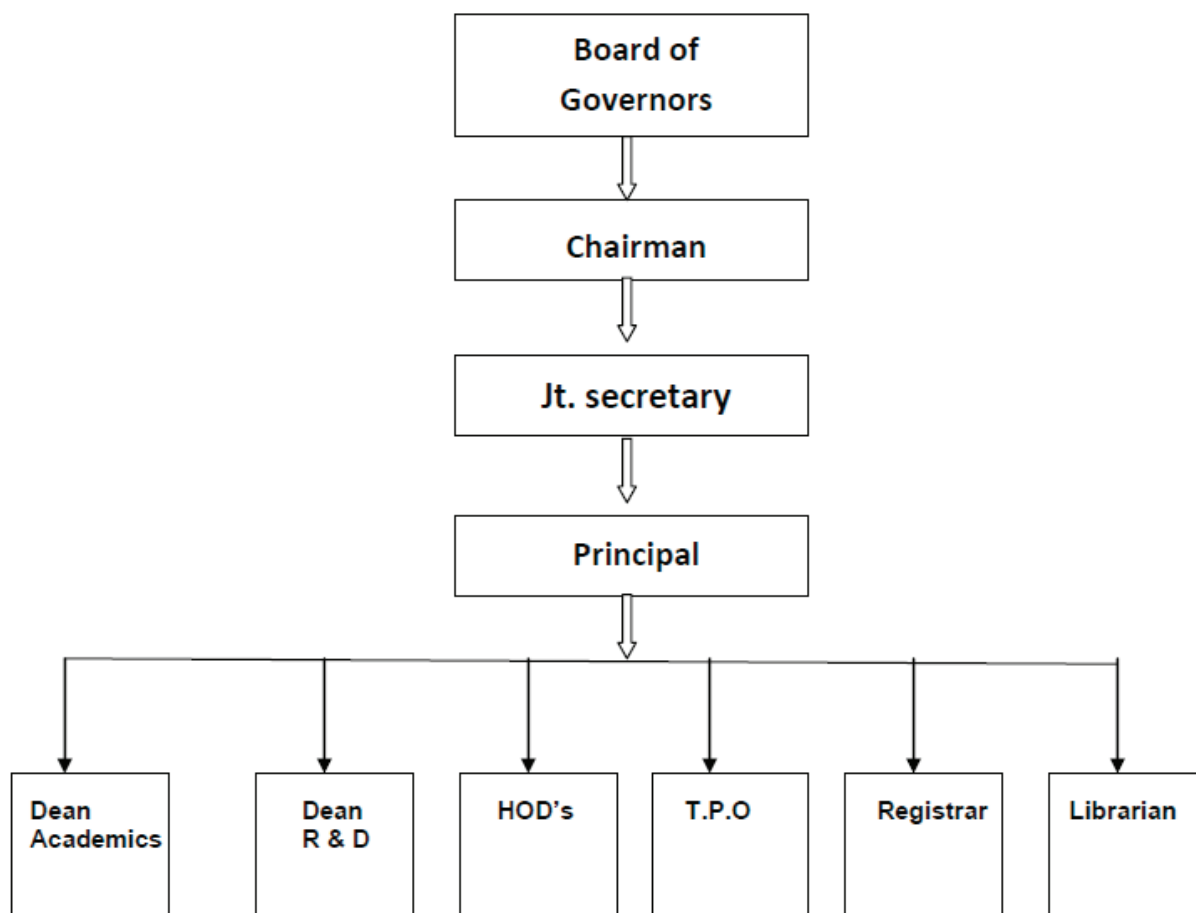 Board of
Governors
Chairman
Jt. secretary
Principal
Dean
Academics
Dean
R & D
HOD's
T.P.O
Registrar
Librarian